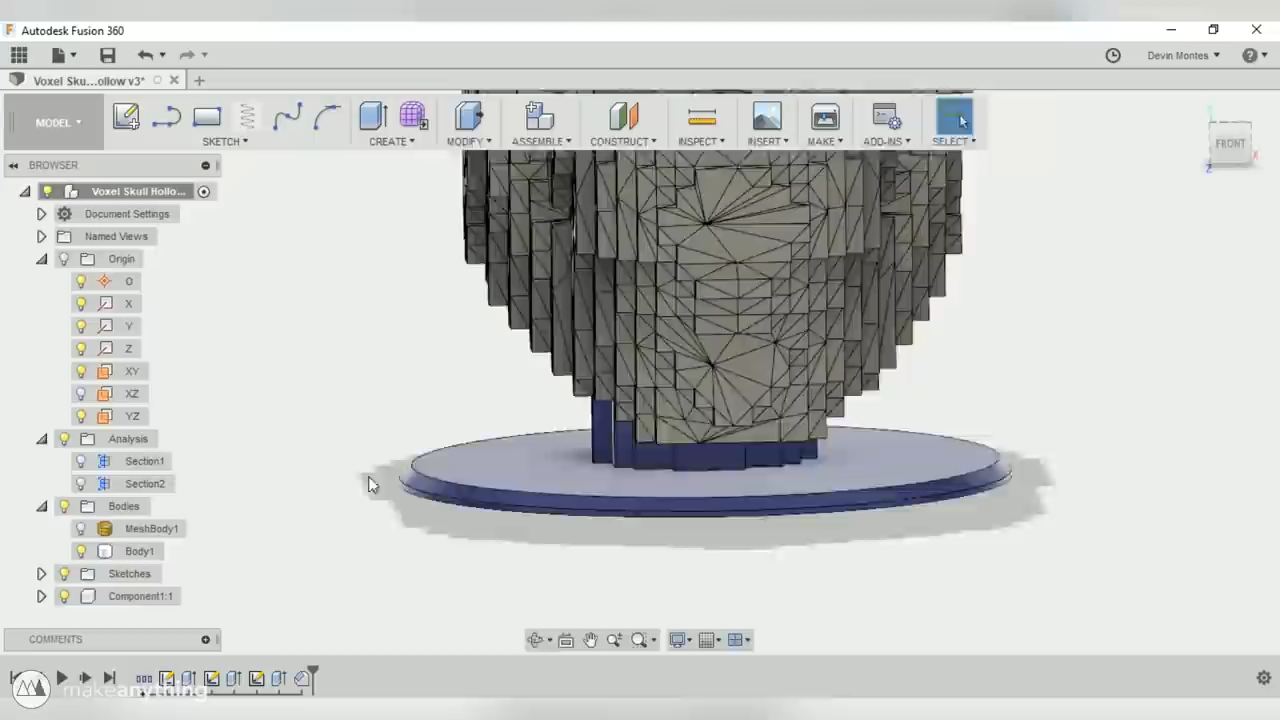 Autodesk Fusion 360
Devin Montes
Voxel Sku...ollow v3*
MODEL
SKETCH
CREATE
MODIFY
ASSEMBLE
CONSTRUCT
INSPECT
INSERT
MAKE
ADD-INS
SELECT
FRONT
X
Z
BROWSER
Voxel Skull Hollo...
Document Settings
Named Views
Origin
O
X
Y
Z
XY
XZ
YZ
Analysis
Section1
Section2
Bodies
MeshBody1
Body1
Sketches
Component1:1
COMMENTS
makeanything